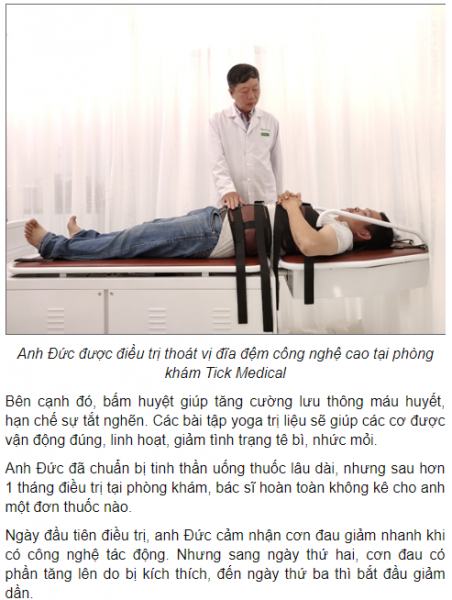 Anh Đức được điều trị thoát vị đĩa đệm công nghệ cao tại phòng
khám Tick Medical
Bên cạnh đó, bấm huyệt giúp tăng cường lưu thông máu huyết,
hạn chế sự tắt nghẽn. Các bài tập yoga trị liệu sẽ giúp các cơ được
vận động đúng, linh hoạt, giảm tình trạng tê bì, nhức mỏi.
Anh Đức đã chuẩn bị tinh thần uống thuốc lâu dài, nhưng sau hơn
1 tháng điều trị tại phòng khám, bác sĩ hoàn toàn không kê cho anh
một đơn thuốc nào.
Ngày đầu tiên điều trị, anh Đức cảm nhận cơn đau giảm nhanh khi
có công nghệ tác động. Nhưng sang ngày thứ hai, cơn đau có
phần tăng lên do bị kích thích, đến ngày thứ ba thì bắt đầu giảm
dần.